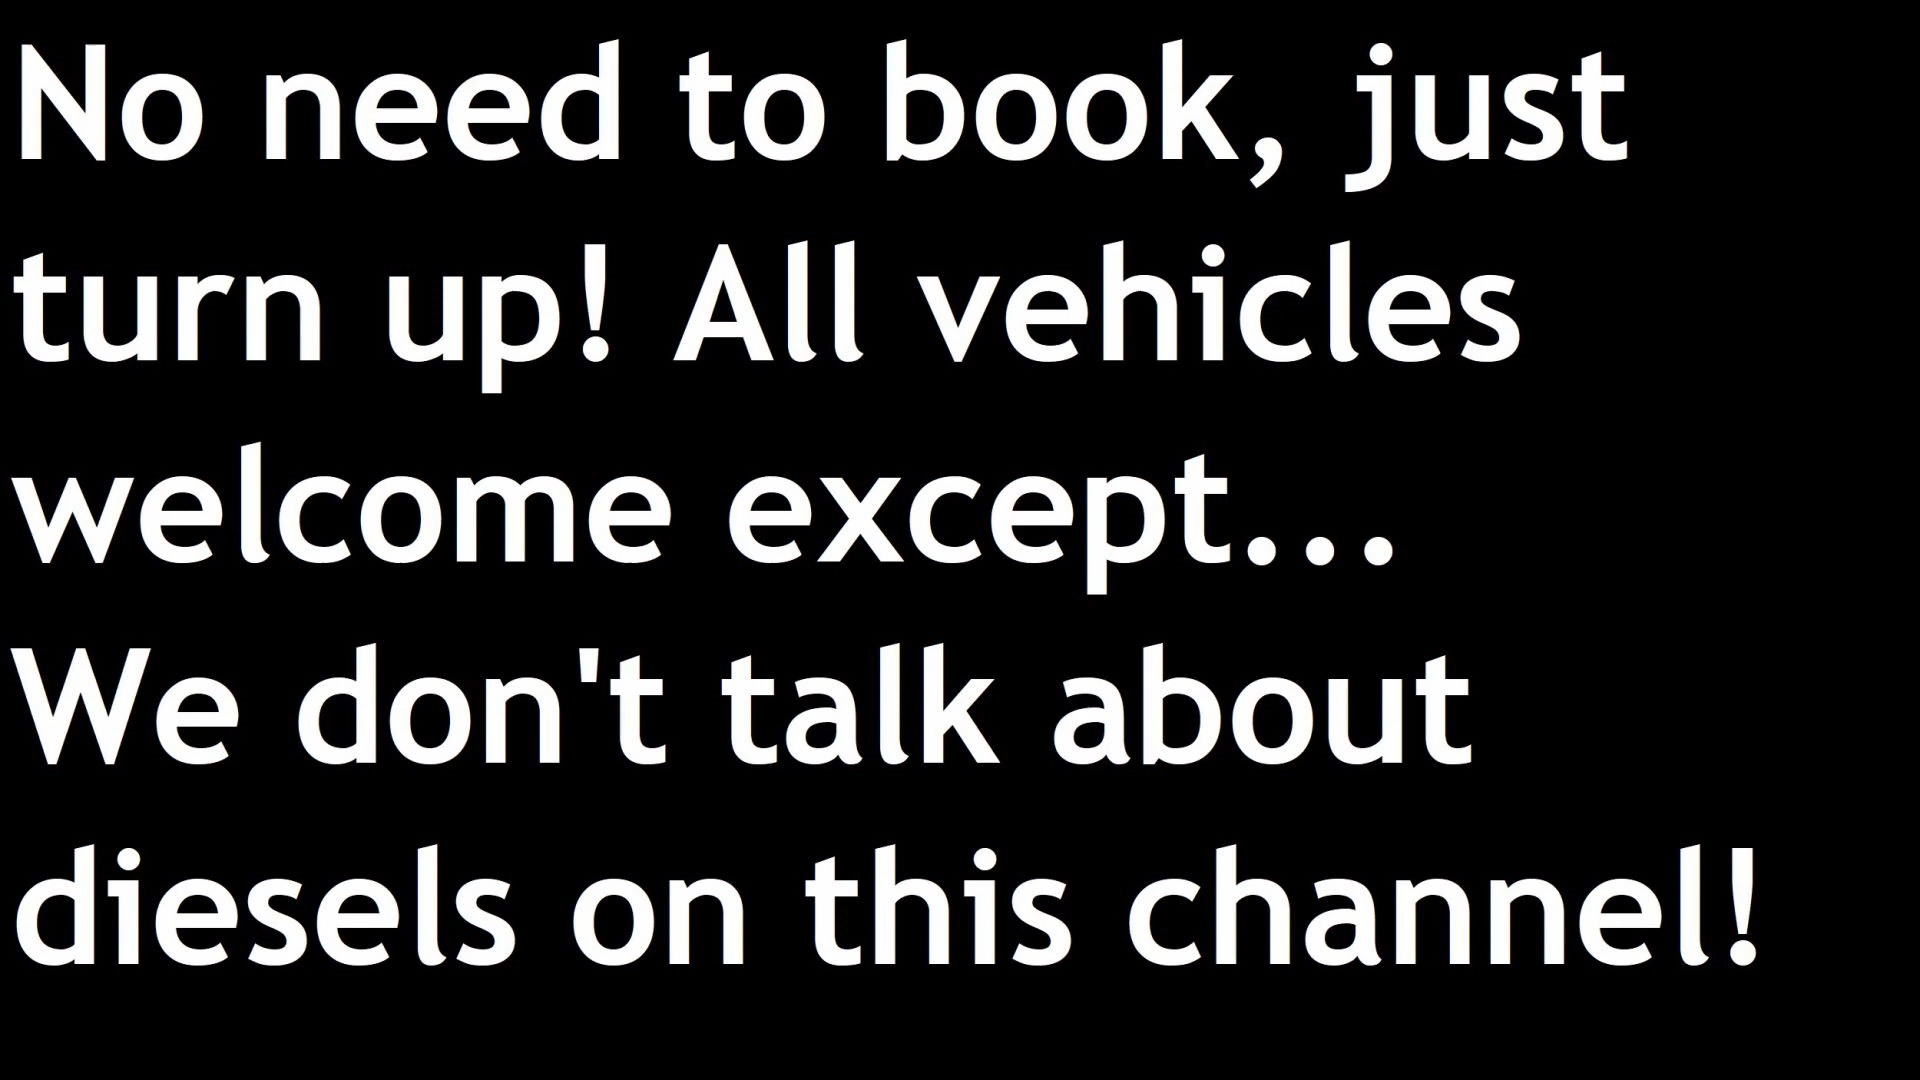 No need to book, just
turn up! All vehicles
welcome except...
We don't talk about
diesels on this channel!